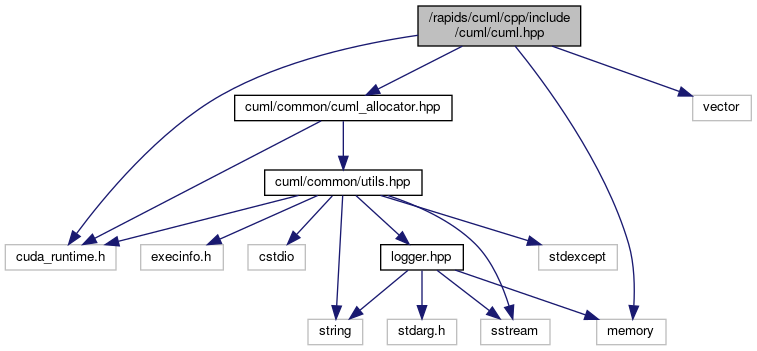 /rapids/cuml/cpp/include
/cuml/cuml.hpp
cuml/common/cuml_allocator.hpp
vector
cuml/common/utils.hpp
cuda_runtime.h
execinfo.h
cstdio
logger.hpp
stdexcept
string
stdarg.h
sstream
memory